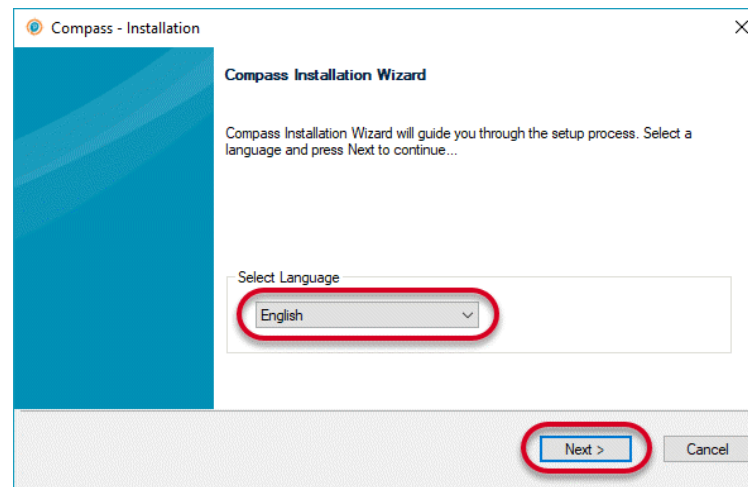 Compass - Installation
Compass Installation Wizard
Compass Installation Wizard will guide you through the setup process. Select a
language and press Next to continue...
Select Language
English
Next >
Cancel